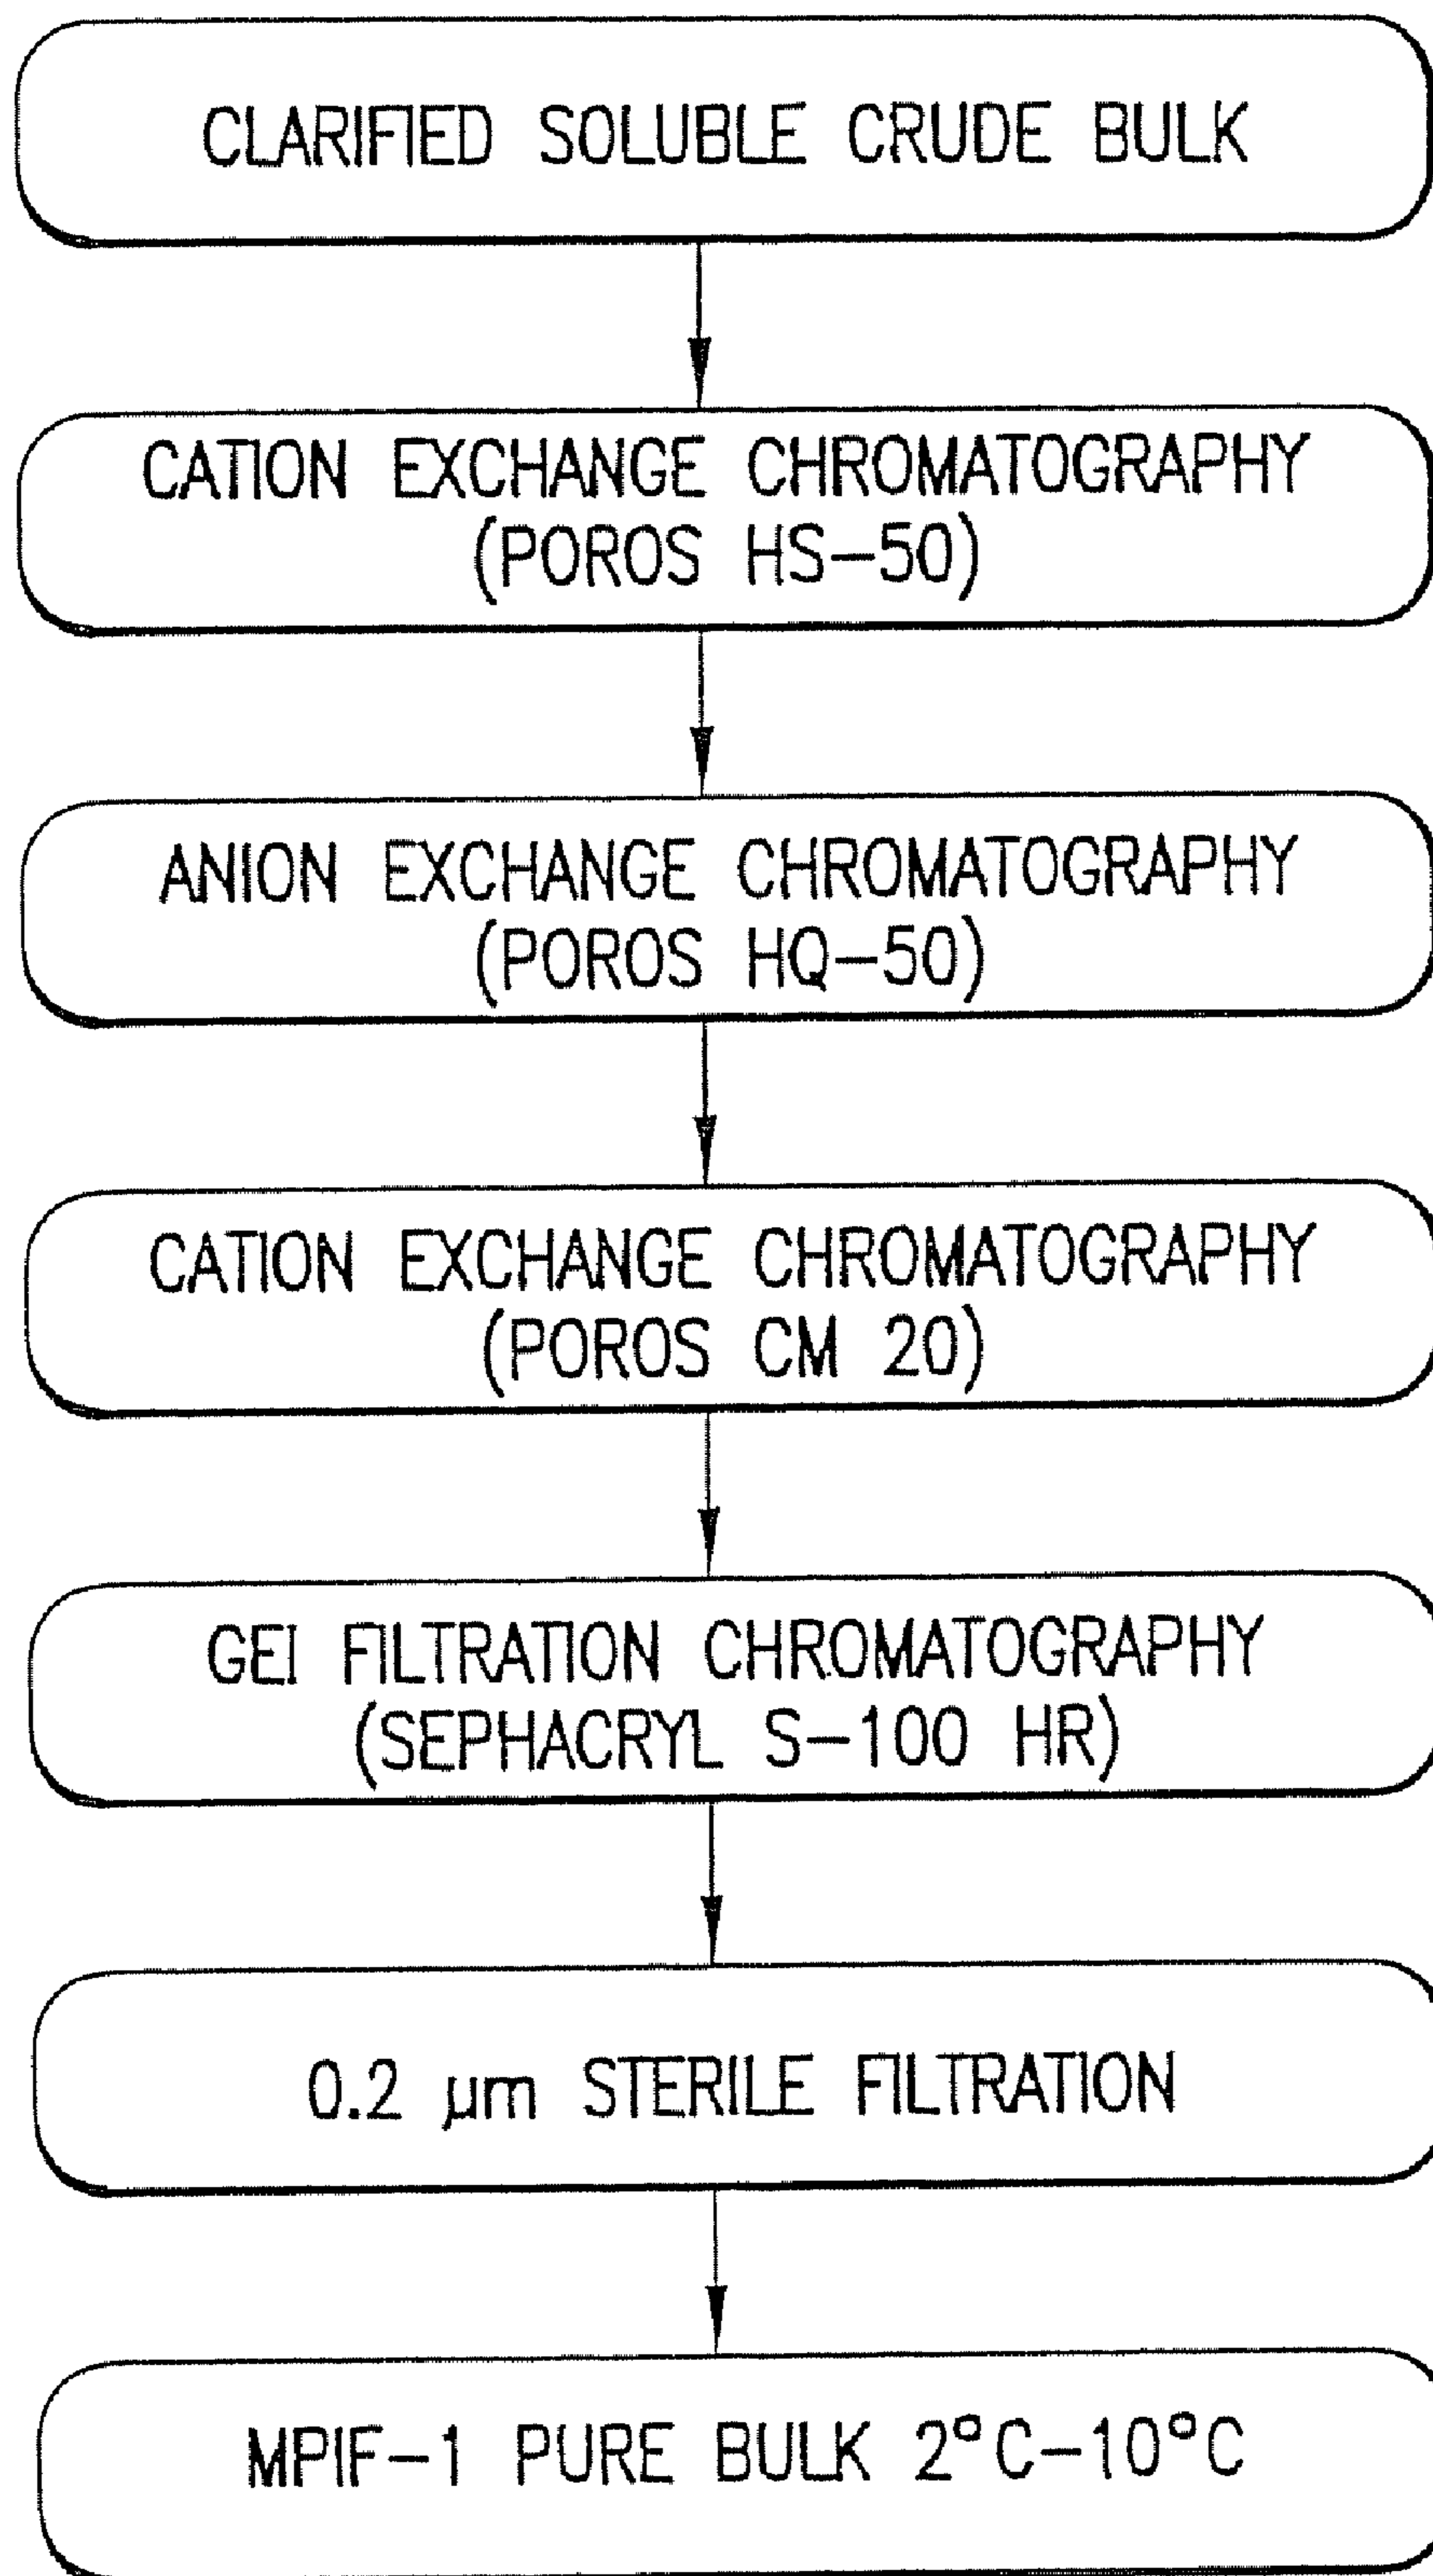 CLARIFIED SOLUBLE CRUDE BULK
CATION EXCHANGE CHROMATOGRAPHY
(POROS HS-50)
ANION EXCHANGE CHROMATOGRAPHY
(POROS HQ-50)
CATION EXCHANGE CHROMATOGRAPHY
(POROS CM 20)
GEI FILTRATION CHROMATOGRAPHY
(SEPHACRYL S-100 HR)
0.2 μm STERILE FILTRATION
MPIF-1 PURE BULK 2°C-10°C